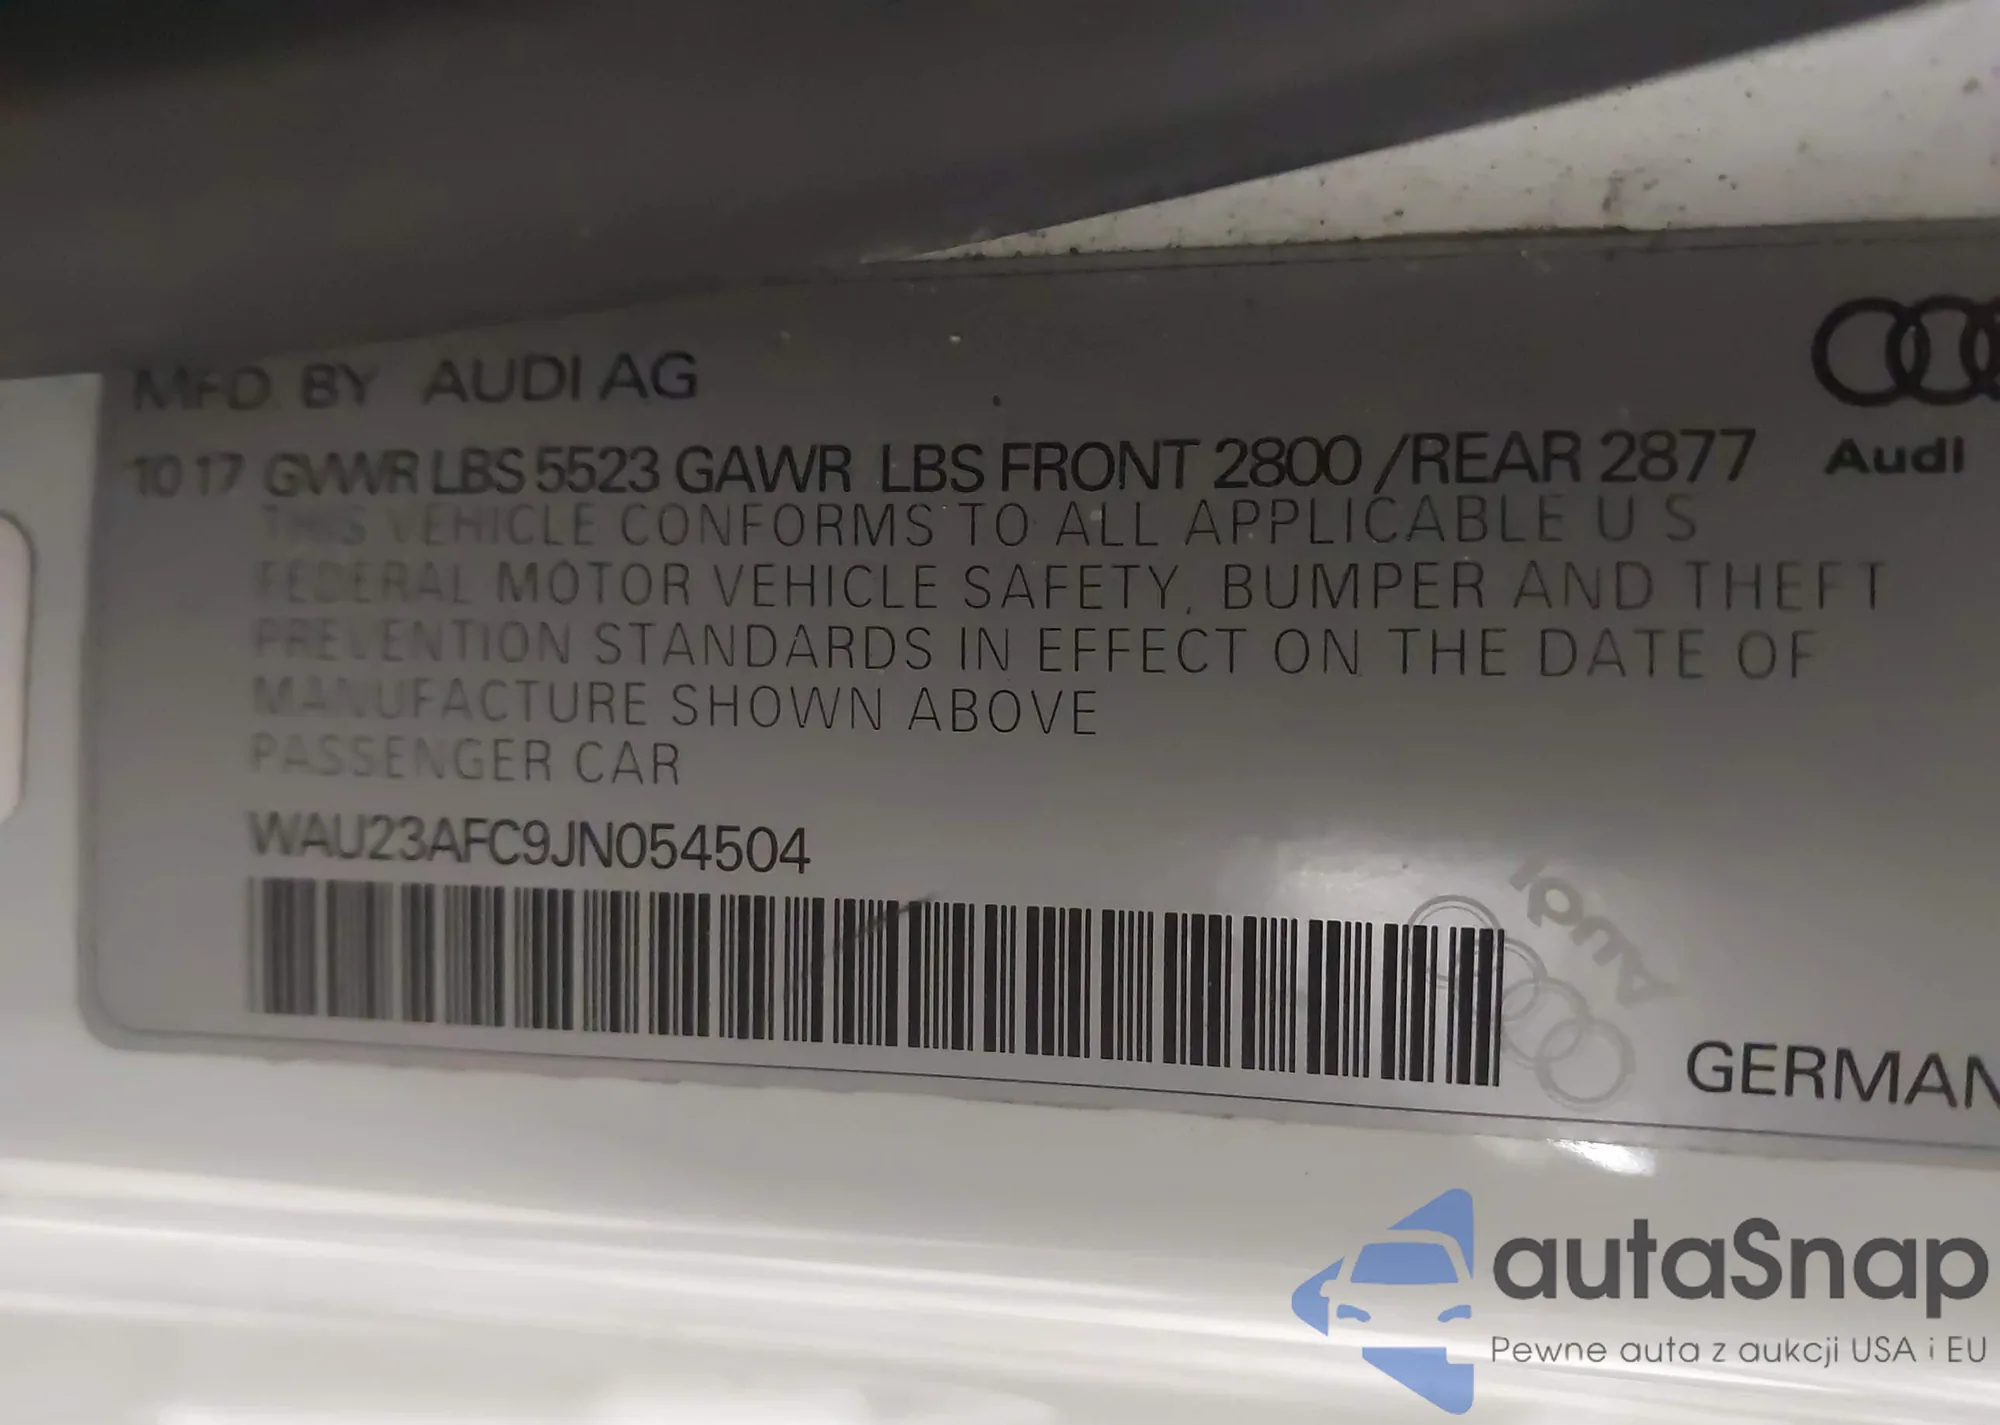 MFD BY AUDI AG
10 17 GVWR LBS 5523 GAWR LBS FRONT 2800 /REAR 2877
Audi
THIS VEHICLE CONFORMS TO ALL APPLICABLE U S
FEDERAL MOTOR VEHICLE SAFETY, BUMPER AND THEFT
PREVENTION STANDARDS IN EFFECT ON THE DATE OF
MANUFACTURE SHOWN ABOVE
PASSENGER CAR
WAU23AFC9JN054504
Audi
GERMAN
autaSnap
Pewne auta z aukcji USA i EU